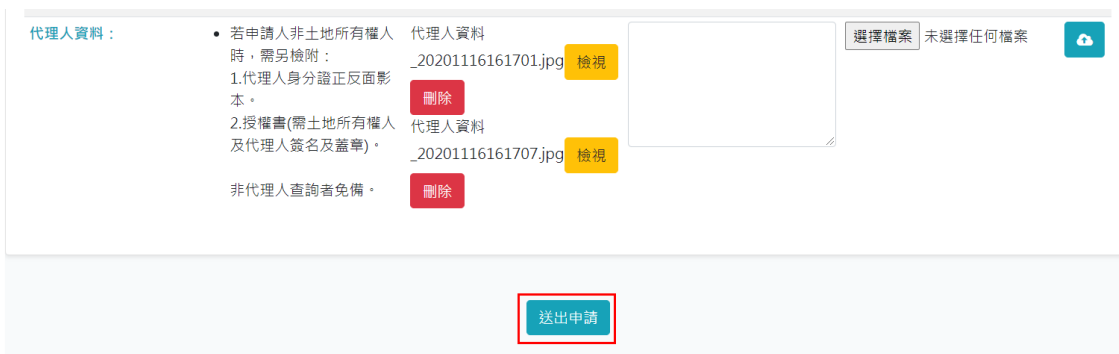 代理人資料：
• 若申請人非土地所有權人
時，需另檢附：
1.代理人身分證正反面影
本。
2.授權書(需土地所有權人
及代理人簽名及蓋章)。
非代理人查詢者免備。
代理人資料
_20201116161701.jpg 檢視
刪除
代理人資料
_20201116161707.jpg 檢視
刪除
選擇檔案 未選擇任何檔案
送出申請